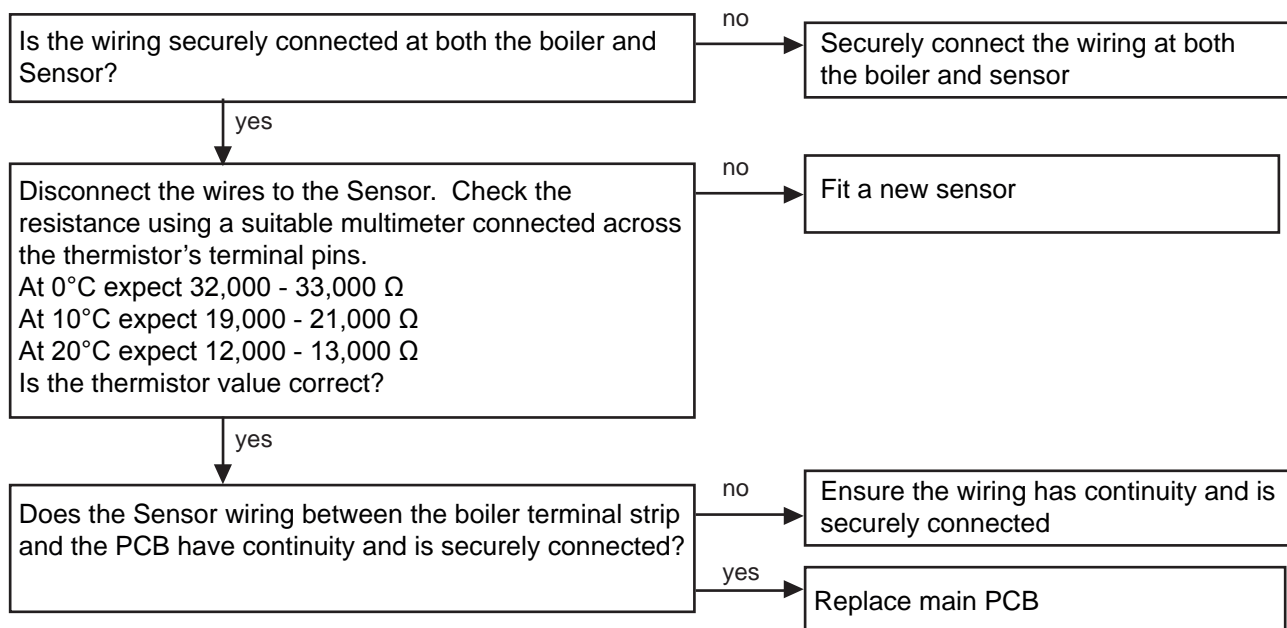 Is the wiring securely connected at both the boiler and
Sensor?
no
Securely connect the wiring at both
the boiler and sensor
yes
Disconnect the wires to the Sensor.  Check the
resistance using a suitable multimeter connected across
the thermistor’s terminal pins.
At 0°C expect 32,000 - 33,000 Ω
At 10°C expect 19,000 - 21,000 Ω
At 20°C expect 12,000 - 13,000 Ω
Is the thermistor value correct?
no
Fit a new sensor
yes
Does the Sensor wiring between the boiler terminal strip
and the PCB have continuity and is securely connected?
no
Ensure the wiring has continuity and is
securely connected
yes
Replace main PCB